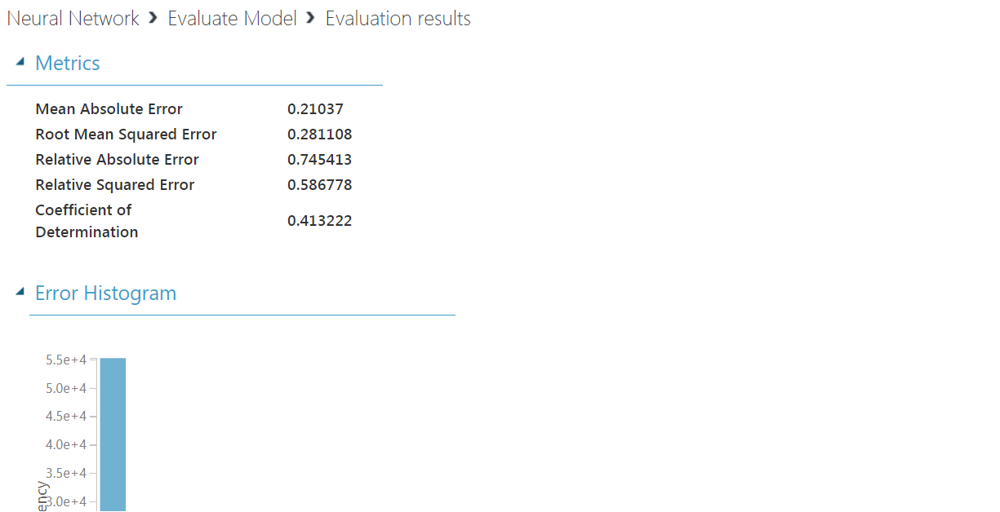 Neural Network > Evaluate Model > Evaluation results
Metrics
Mean Absolute Error 0.21037
Root Mean Squared Error 0.281108
Relative Absolute Error 0.745413
Relative Squared Error 0.586778
Coefficient of
Determination 0.413222
Error Histogram
5.5e+4
5.0e+4
4.5e+4
4.0e+4
3.5e+4
3.0e+4
ency